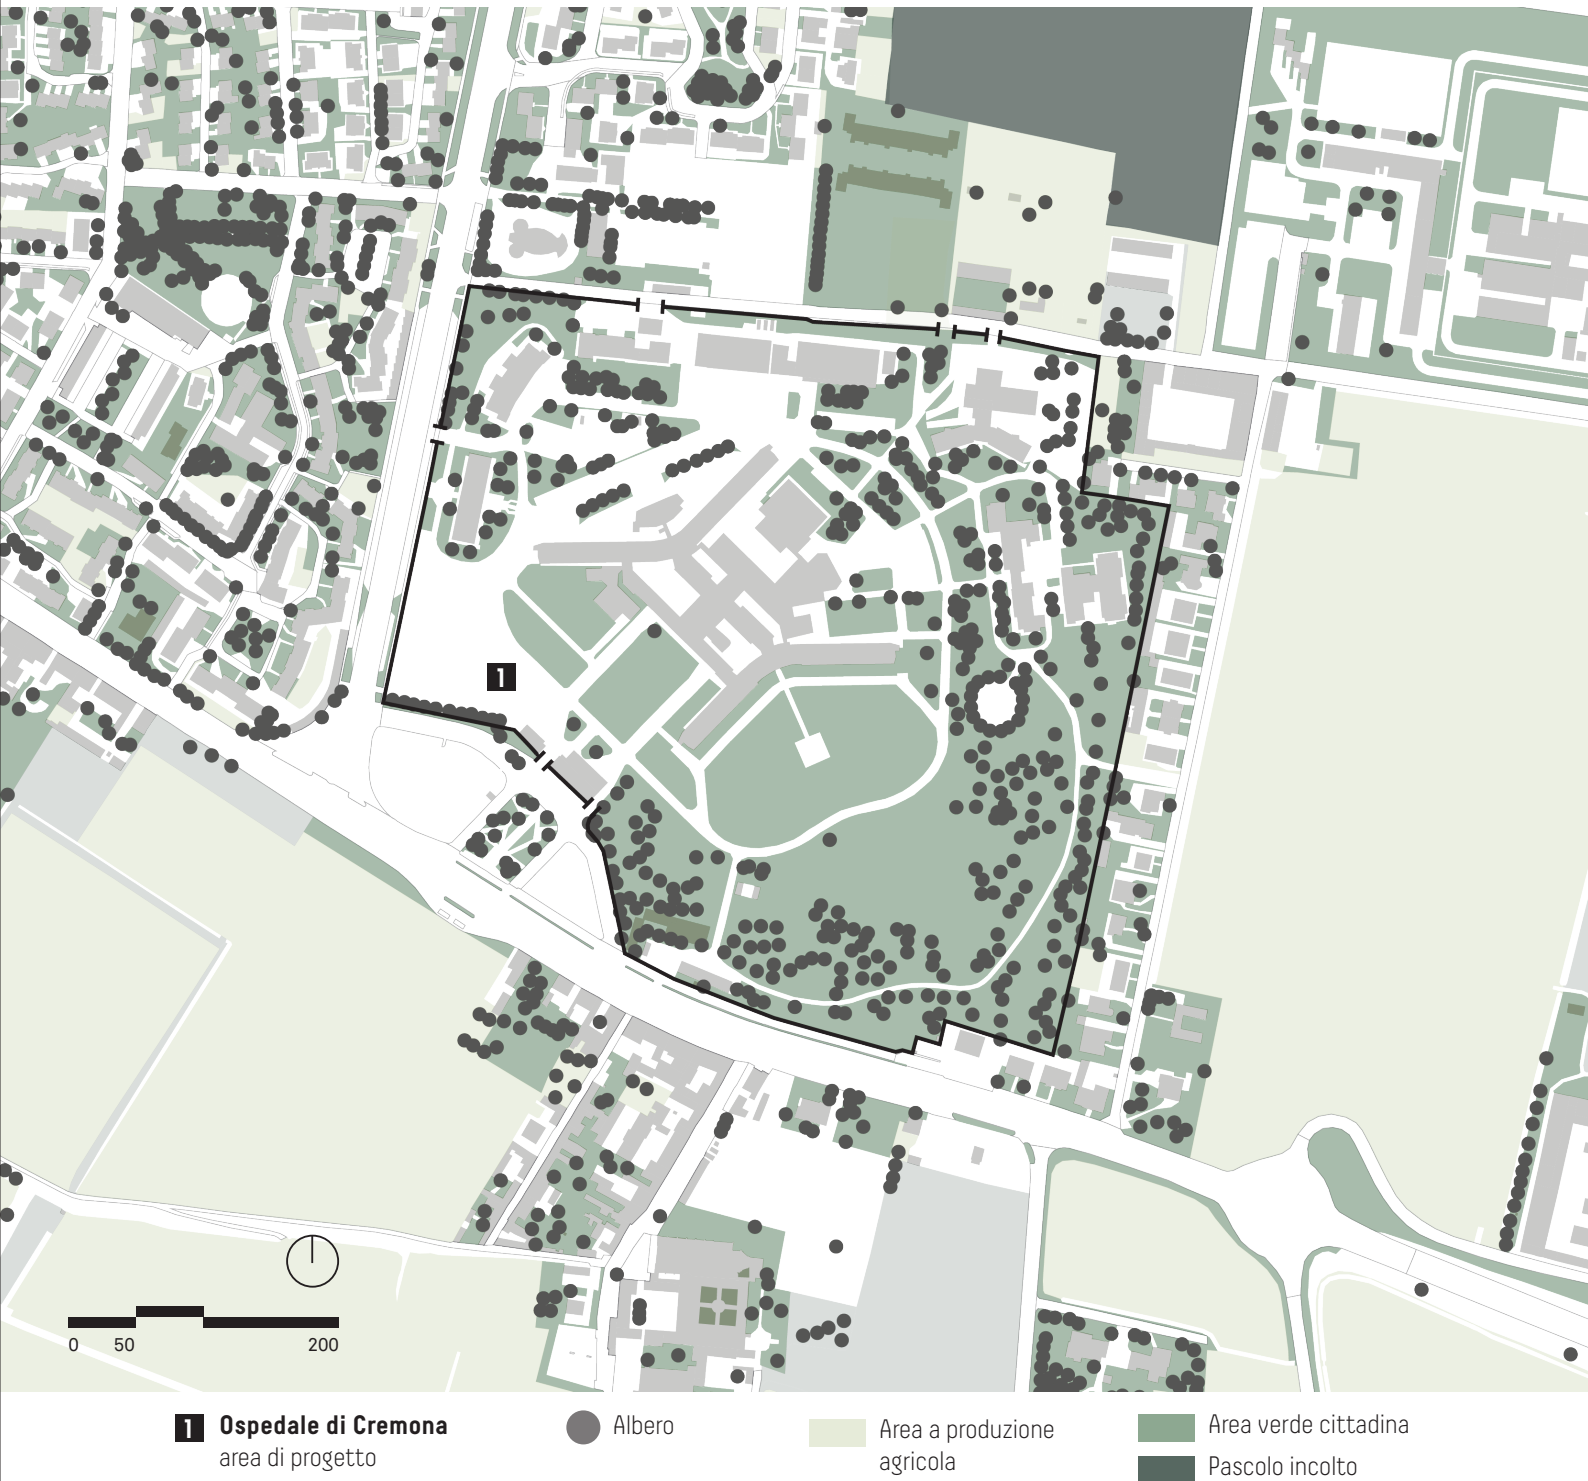 1
0
50
200
1
Ospedale di Cremona
area di progetto
Albero
Area a produzione
agricola
Area verde cittadina
Pascolo incolto